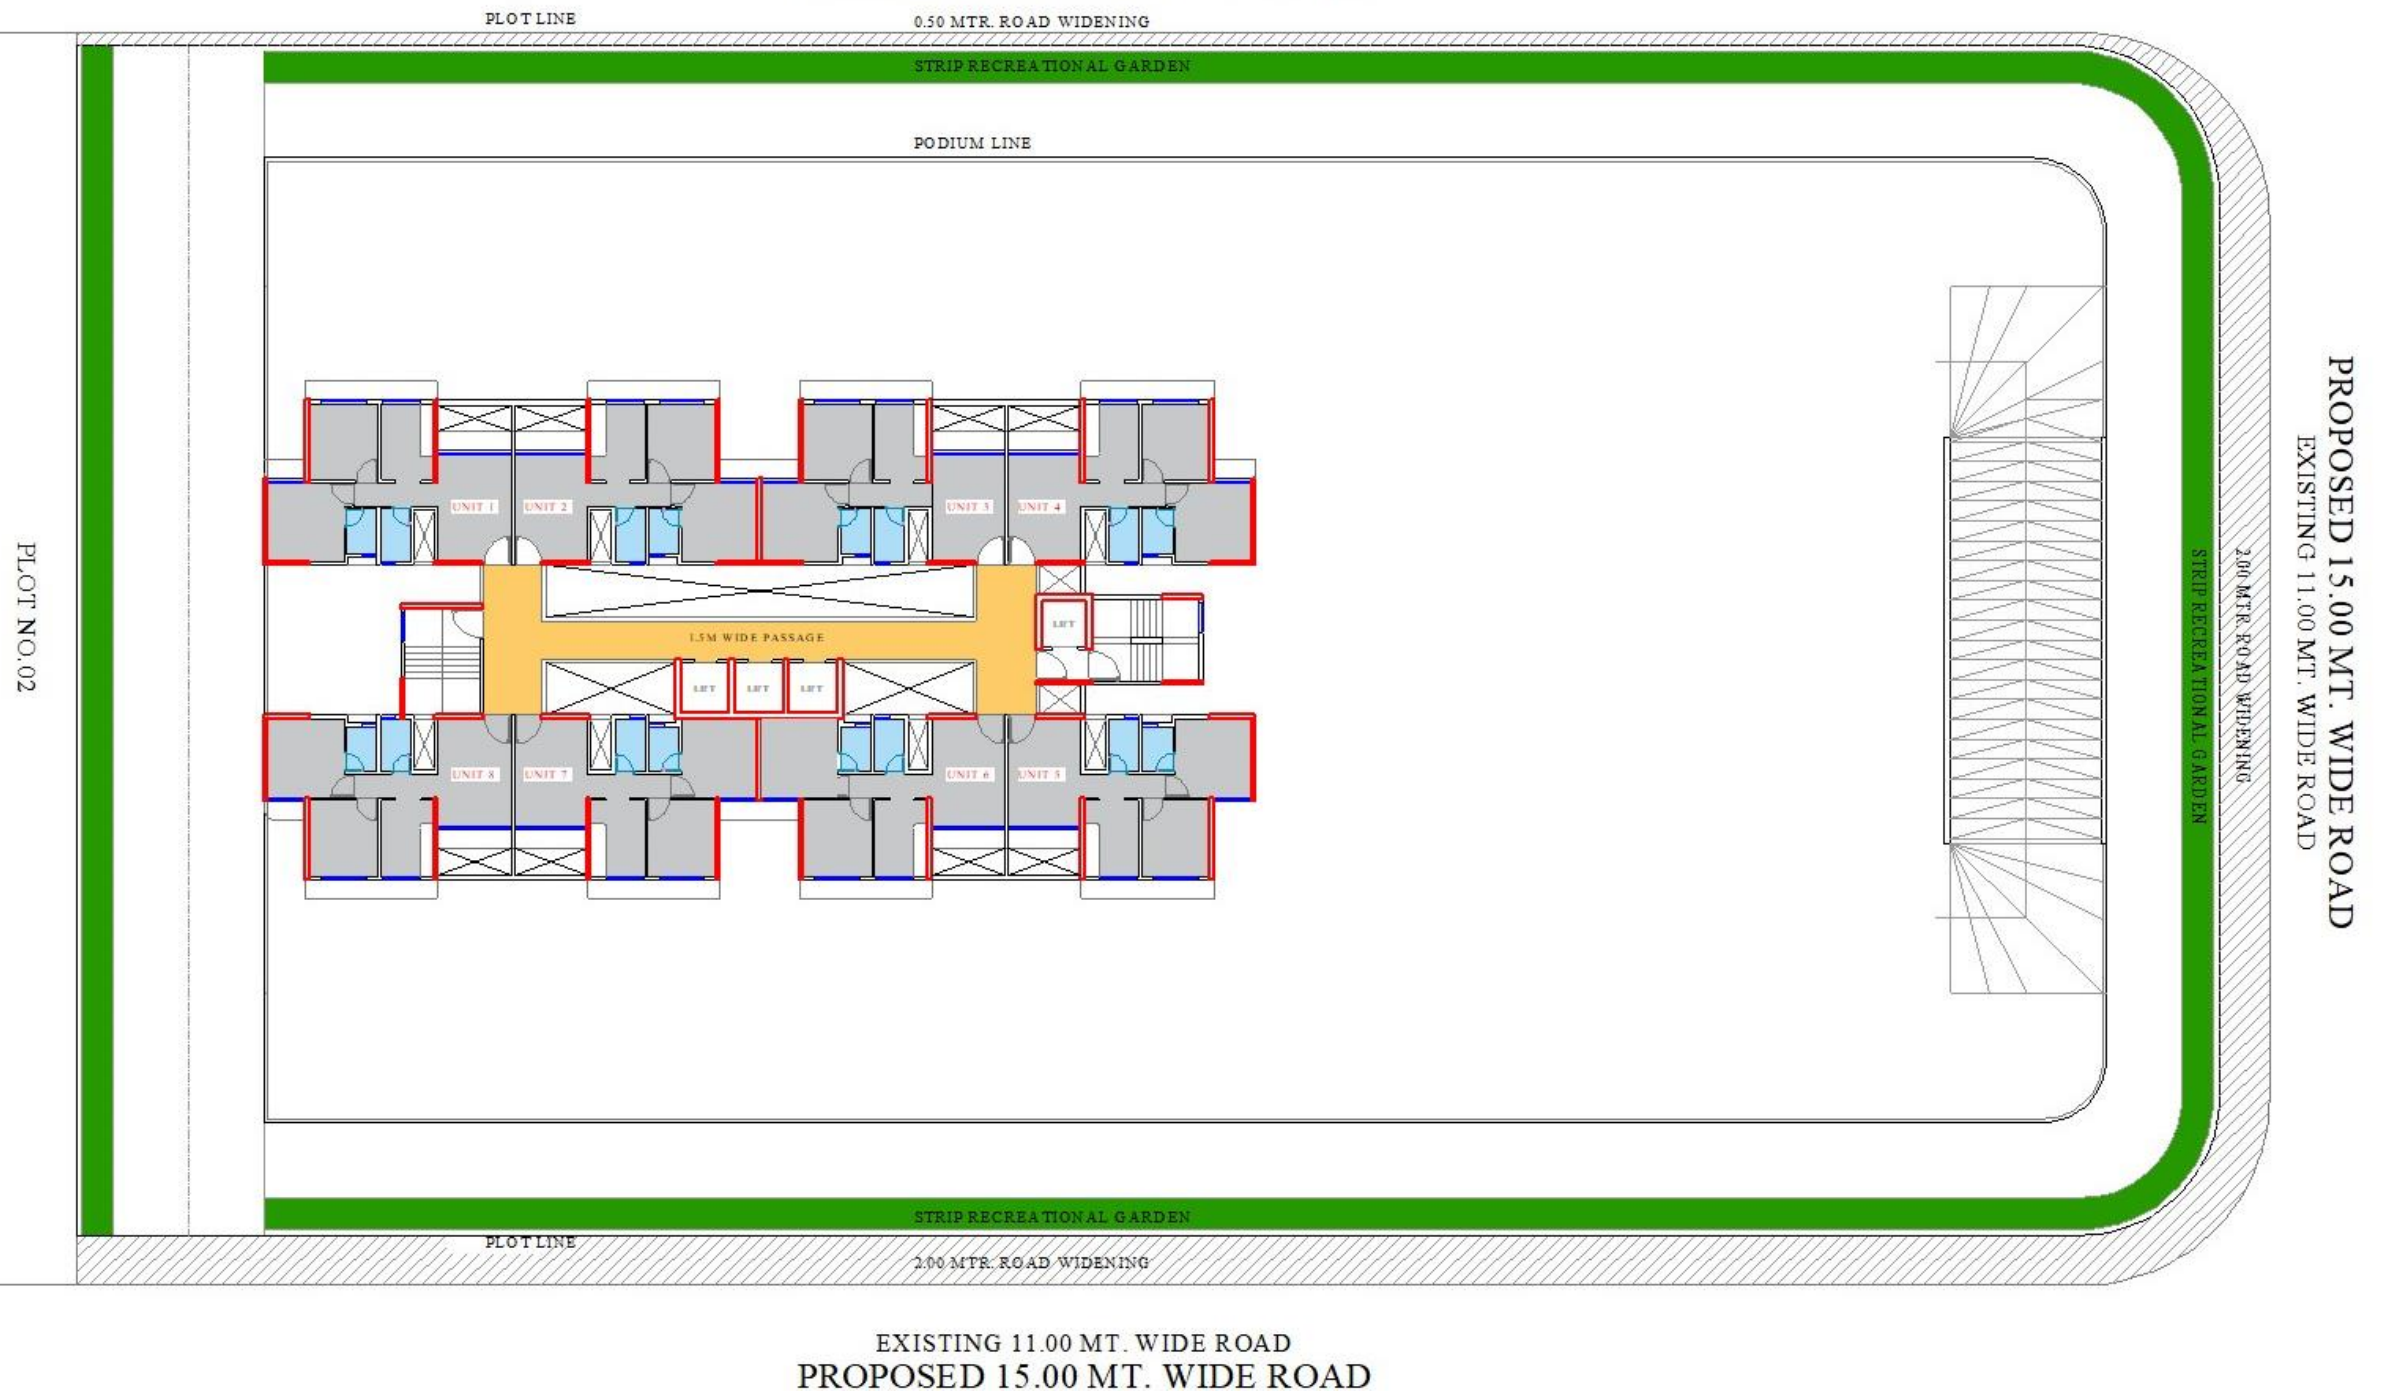 PLOT LINE
0.50 MTR. ROAD WIDENING
STRIP RECREATIONAL GARDEN
PODIUM LINE
UNIT 1
UNIT 2
UNIT 3
UNIT 4
1.5M WIDE PASSAGE
LIFT
LIFT
LIFT
LIFT
UNIT 8
UNIT 7
UNIT 6
UNIT 5
PLOT NO.02
STRIP RECREATIONAL GARDEN
2.00 MTR. ROAD WIDENING
EXISTING 11.00 MT. WIDE ROAD
PROPOSED 15.00 MT. WIDE ROAD
STRIP RECREATIONAL GARDEN
PLOT LINE
2.00 MTR. ROAD WIDENING
EXISTING 11.00 MT. WIDE ROAD
PROPOSED 15.00 MT. WIDE ROAD